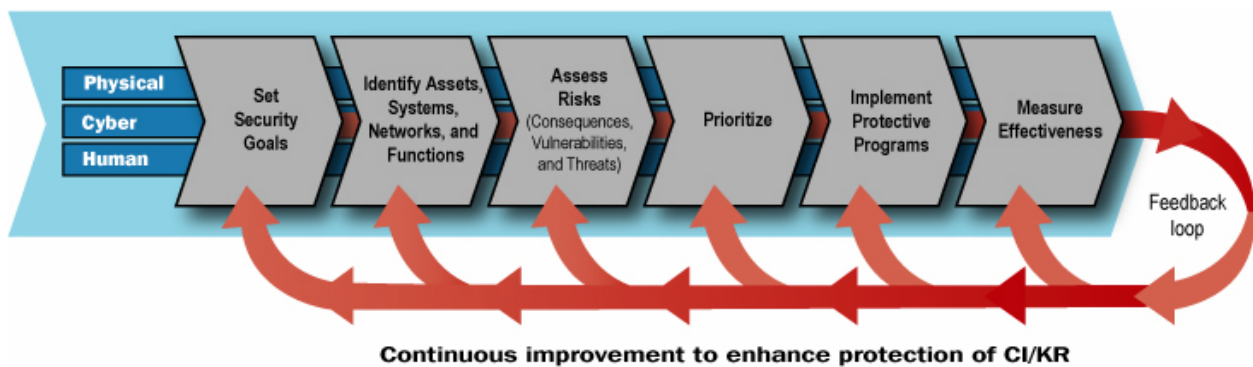 Physical
Cyber
Human
Set
Security
Goals
Identify Assets,
Systems,
Networks, and
Functions
Assess
Risks
(Consequences,
Vulnerabilities,
and Threats)
Prioritize
Implement
Protective
Programs
Measure
Effectiveness
Feedback
loop
Continuous improvement to enhance protection of CI/KR